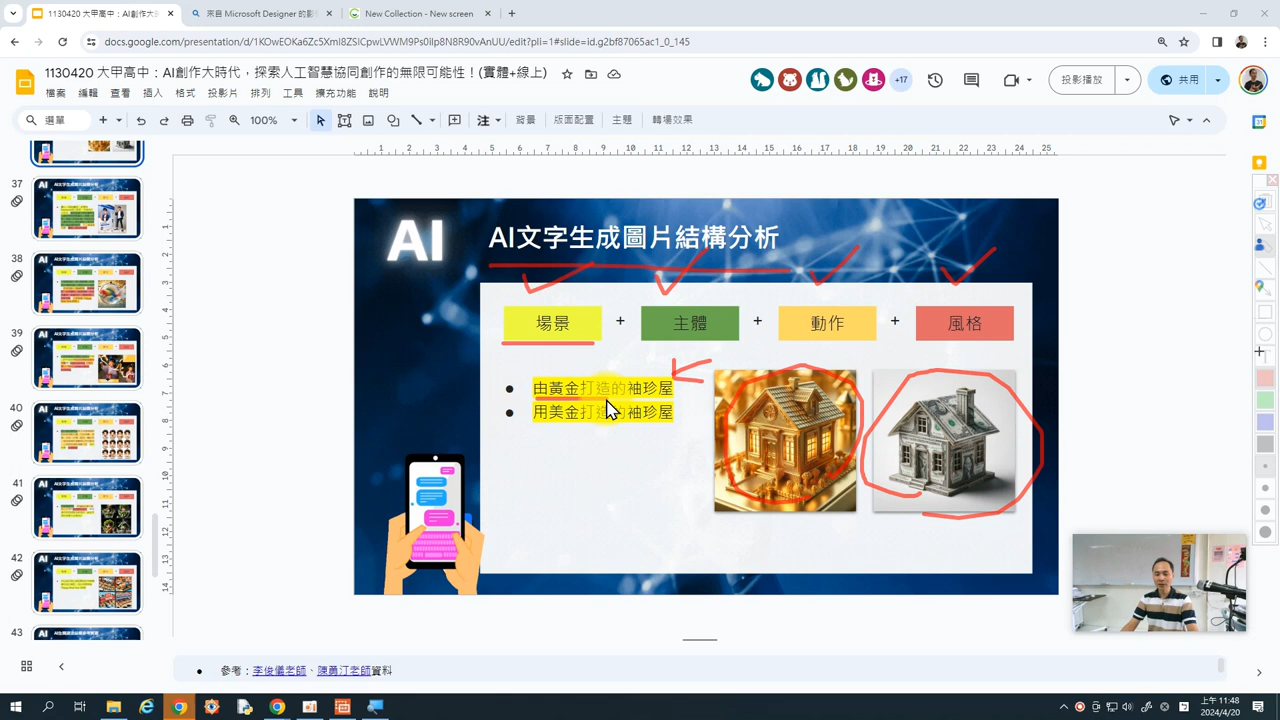 1130420 大甲高中：AI創作大時
來自 Microsoft Designer 的影
New Collection - New screen
docs.google.com/presentation/d/1KOwEOKa6Zc5XmI8Z5iCpwLVWM9Ps0iIp8N8R9vAnUU/edit?pli=1#slide=id.g2bf87065ac1_0_145
1130420 大甲高中：AI創作大時代，探索人工智慧協同創作的無限可能性！(實體+線上)
+17
投影播放
共用
檔案 編輯 查看 插入 格式 投影片 排列 工具 擴充功能 說明
選單
100%
注
背景
版面配置
主題
轉場效果
37
38
39
40
41
42
43
AI
AI文字生成圖片結構分析
場景 + 主體 + 動作 + 風格
由黃金打造的袖珍屋
用美金打造的袖珍屋
參考：李俊儀老師、陳勇汀老師資料
上午 11:48
2024/4/20